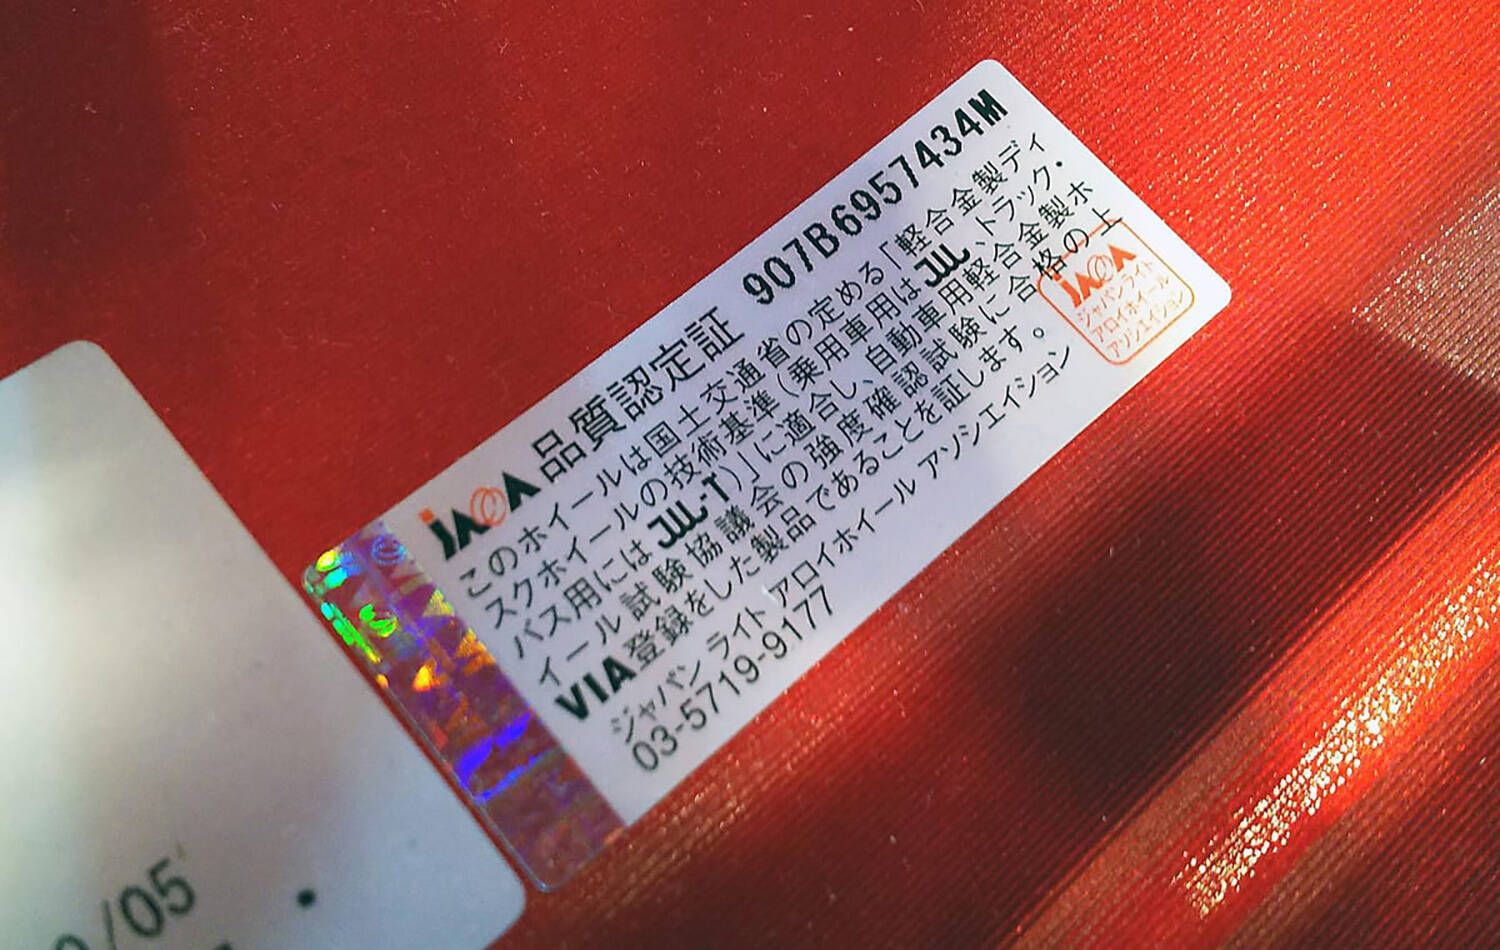 JAWA 品質認定証 907B6957434M
このホイールは国土交通省の定める「軽合金製ディ
スクホイールの技術基準（乗用車用はJWL、トラック・
バス用にはJWL-T）」に適合し、自動車用軽合金製ホ
イール試験協議会の強度確認試験に合格の上
VIA登録をした製品であることを証します。
ジャパン ライト アロイホイール アソシエイション
03-5719-9177
JAWA
ジャパンライト
アロイホイール
アソシエイション
/05